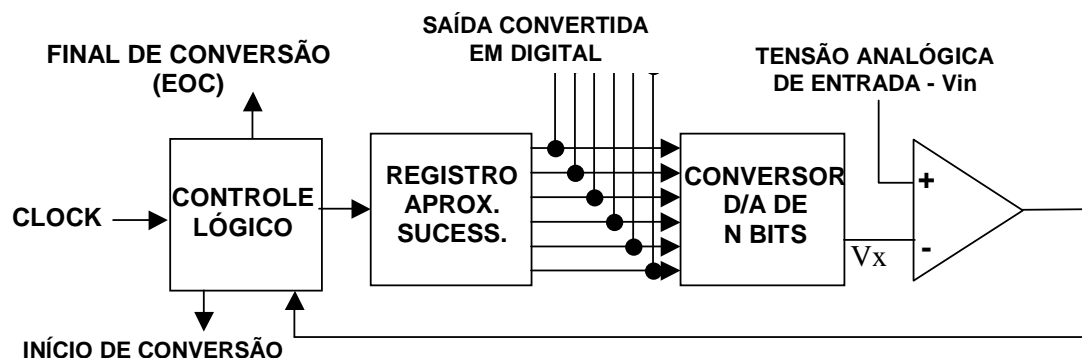 SAÍDA CONVERTIDA
EM DIGITAL
FINAL DE CONVERSÃO
(EOC)
TENSÃO ANALÓGICA
DE ENTRADA - Vin
CLOCK
CONTROLE
LÓGICO
REGISTRO
APROX.
SUCESS.
CONVERSOR
D/A DE
N BITS
+
-
Vx
INÍCIO DE CONVERSÃO